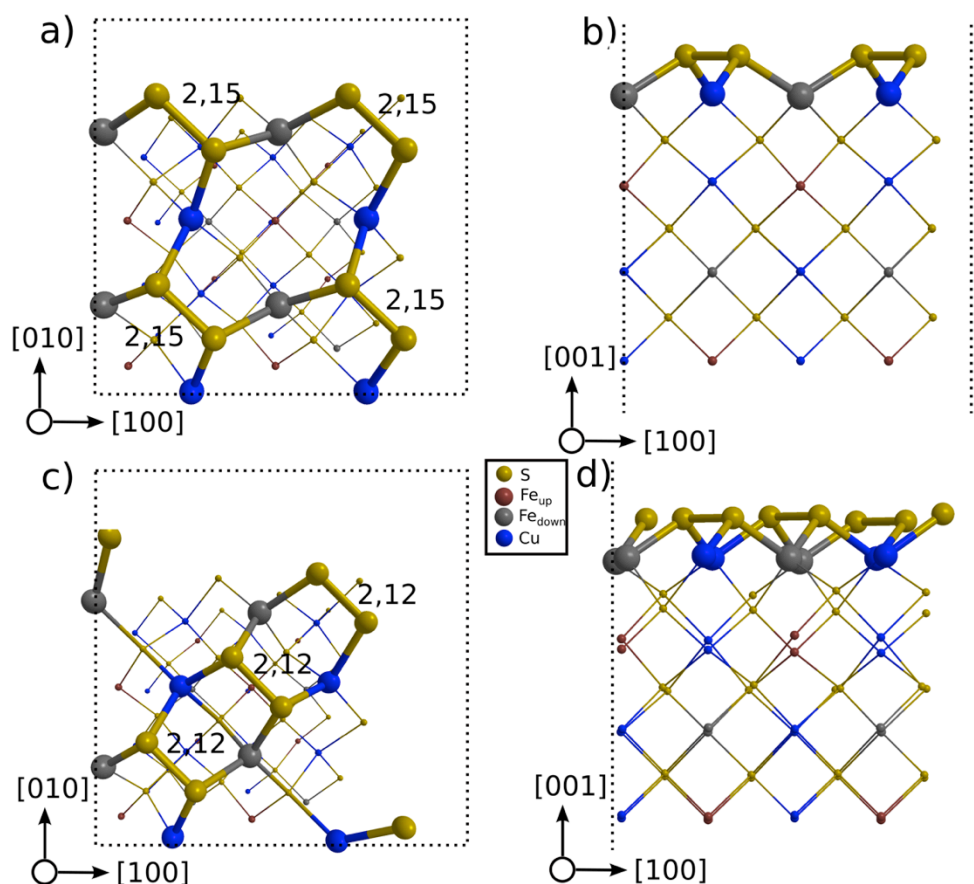 a)
b)
2,15
2,15
2,15
2,15
[010]
[100]
[001]
[100]
c)
d)
S
Fe up
Fe down
Cu
2,12
2,12
2,12
[010]
[100]
[001]
[100]